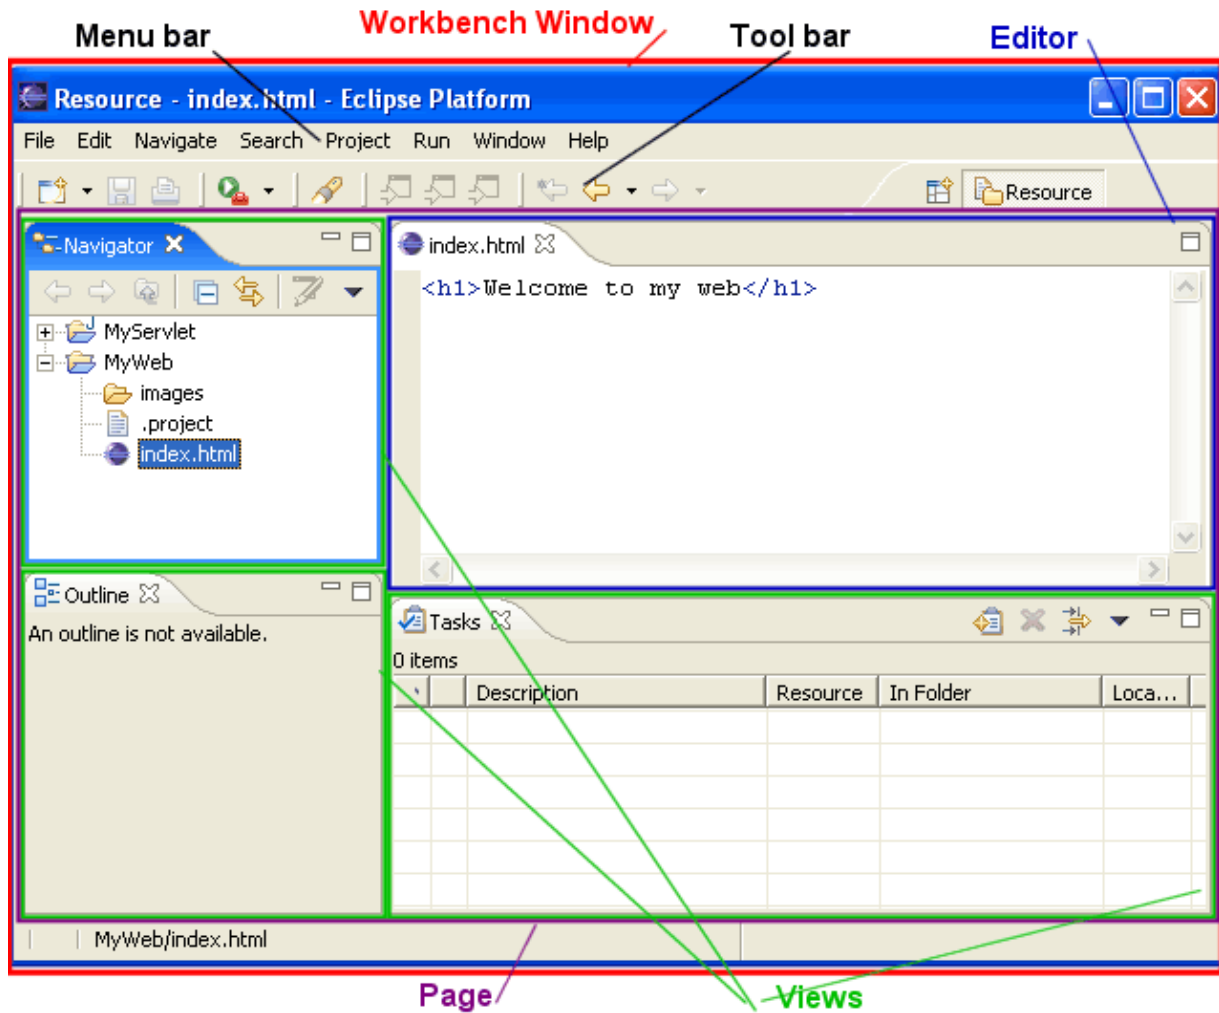 Workbench Window
Menu bar
Tool bar
Editor
Resource - index.html - Eclipse Platform
File Edit Navigate Search Project Run Window Help
Resource
Navigator
index.html
<h1>Welcome to my web</h1>
MyServlet
MyWeb
images
.project
index.html
Outline
An outline is not available.
Tasks
0 items
Description Resource In Folder Loca...
MyWeb/index.html
Page
Views